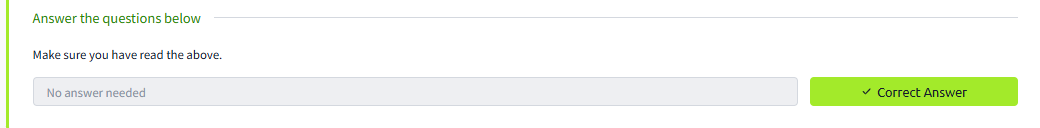 Answer the questions below
Make sure you have read the above.
No answer needed
Correct Answer